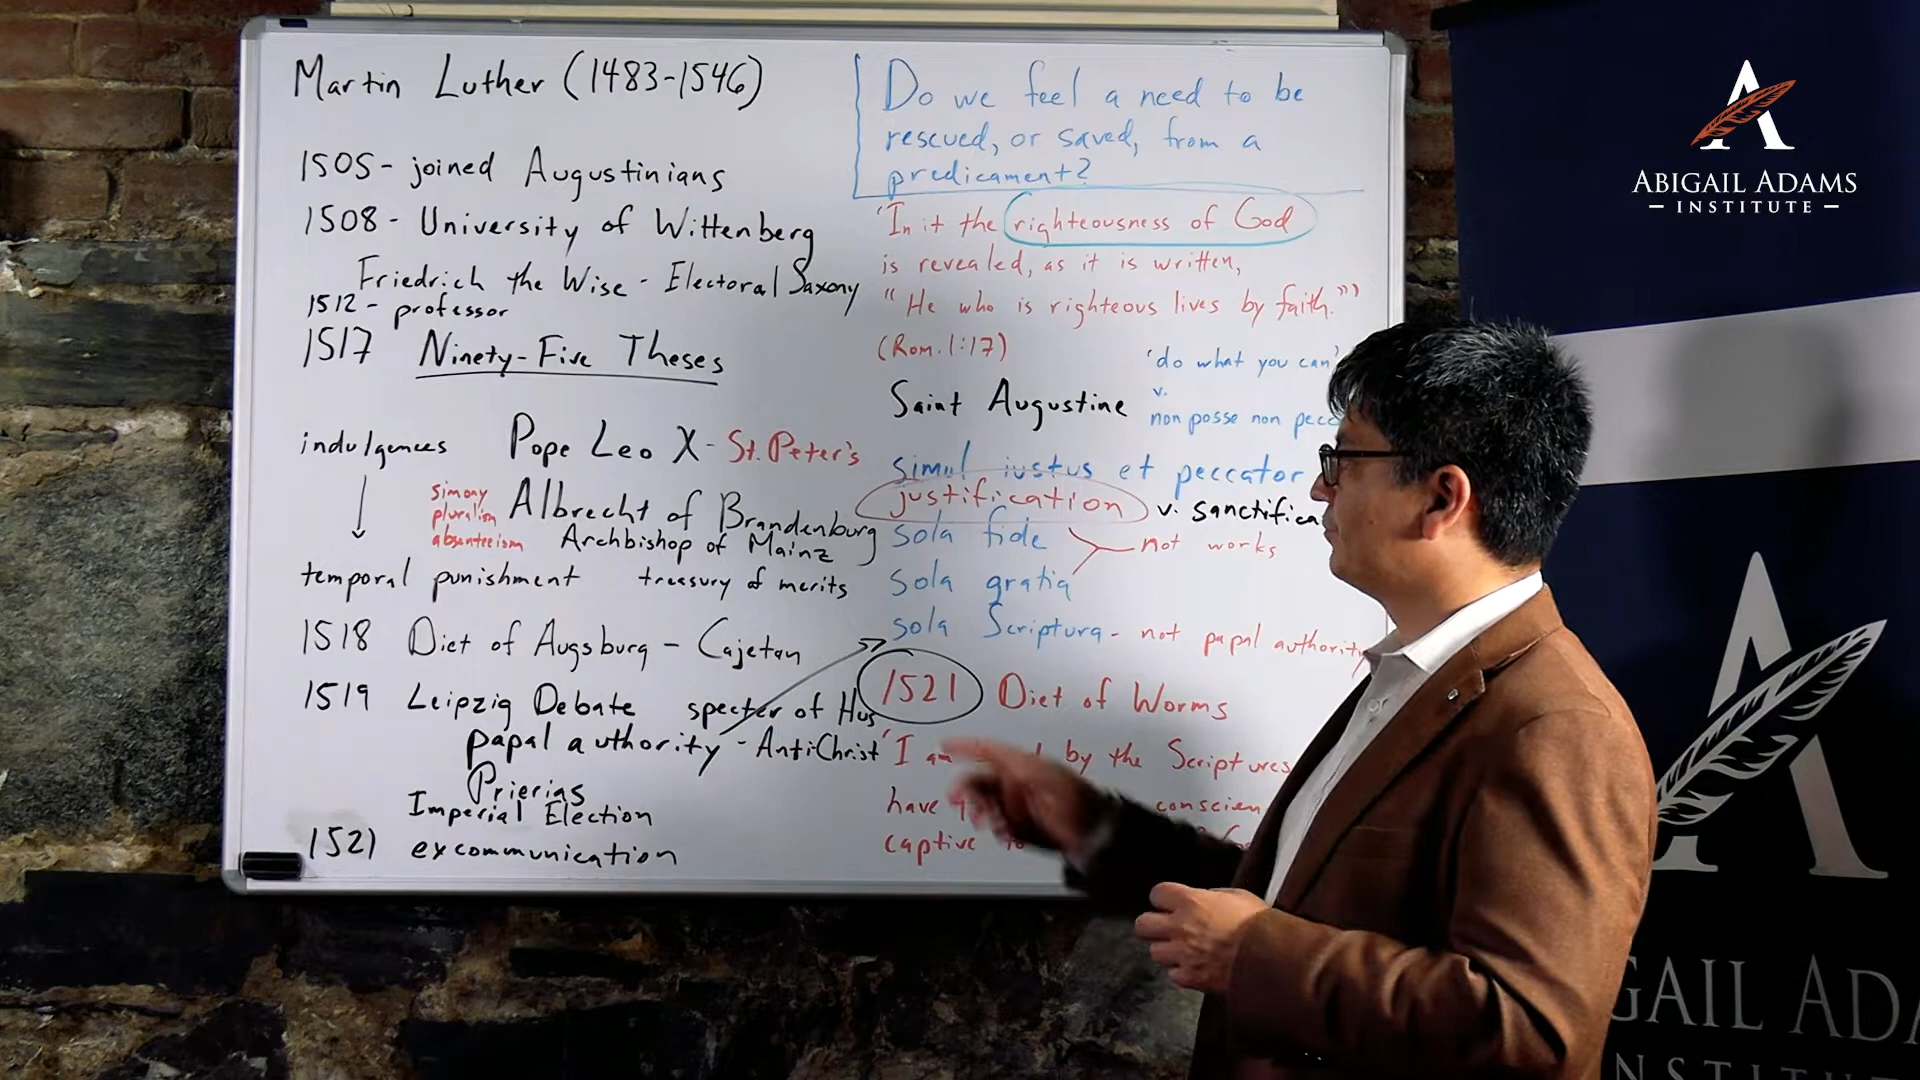 Martin Luther (1483-1546)
1505 - joined Augustinians
1508 - University of Wittenberg
Friedrich the Wise - Electoral Saxony
1512 - professor
1517 Ninety-Five Theses
indulgences Pope Leo X - St. Peter's
simony
pluralism
absenteeism
Albrecht of Brandenburg
Archbishop of Mainz
temporal punishment treasury of merits
1518 Diet of Augsburg - Cajetan
1519 Leipzig Debate specter of Hus
papal authority - AntiChrist
Prierias
Imperial Election
1521 excommunication
Do we feel a need to be
rescued, or saved, from a
predicament?
'In it the righteousness of God
is revealed, as it is written,
"He who is righteous lives by faith."'
(Rom. 1:17)
'do what you can'
v.
non posse non
Saint Augustine
simul iustus et peccator
justification v.
sola fide
sola gratia
not works
sola Scriptura - not papal authority
1521 Diet of Worms
'I am by the Scriptures
have
captive
ABIGAIL ADAMS
INSTITUTE